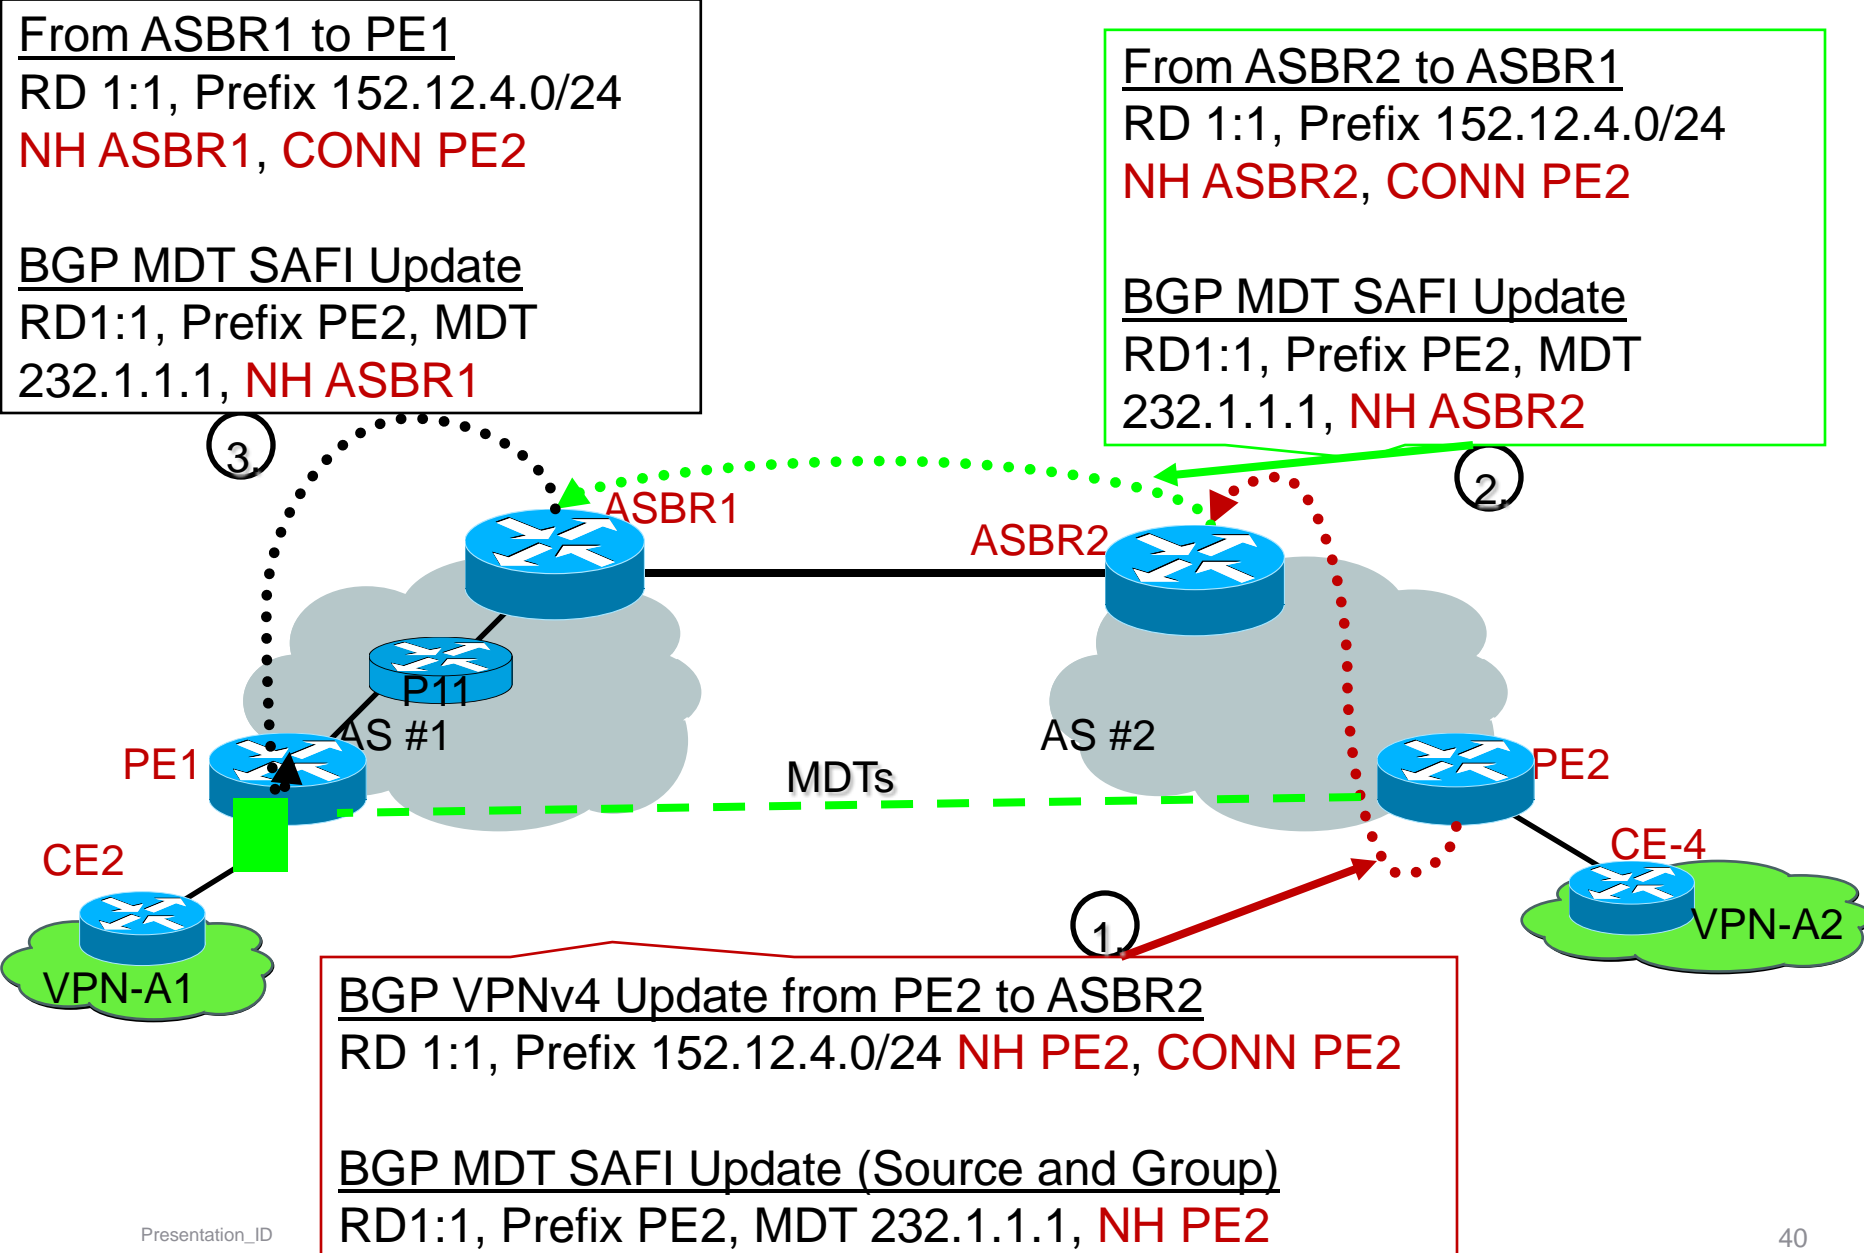 From ASBR1 to PE1
RD 1:1, Prefix 152.12.4.0/24
NH ASBR1, CONN PE2
BGP MDT SAFI Update
RD1:1, Prefix PE2, MDT
232.1.1.1, NH ASBR1
From ASBR2 to ASBR1
RD 1:1, Prefix 152.12.4.0/24
NH ASBR2, CONN PE2
BGP MDT SAFI Update
RD1:1, Prefix PE2, MDT
232.1.1.1, NH ASBR2
3.
2.
ASBR1
ASBR2
P11
AS #1
AS #2
PE1
MDTs
PE2
CE2
CE-4
VPN-A1
VPN-A2
1.
BGP VPNv4 Update from PE2 to ASBR2
RD 1:1, Prefix 152.12.4.0/24 NH PE2, CONN PE2
BGP MDT SAFI Update (Source and Group)
RD1:1, Prefix PE2, MDT 232.1.1.1, NH PE2
Presentation_ID
40